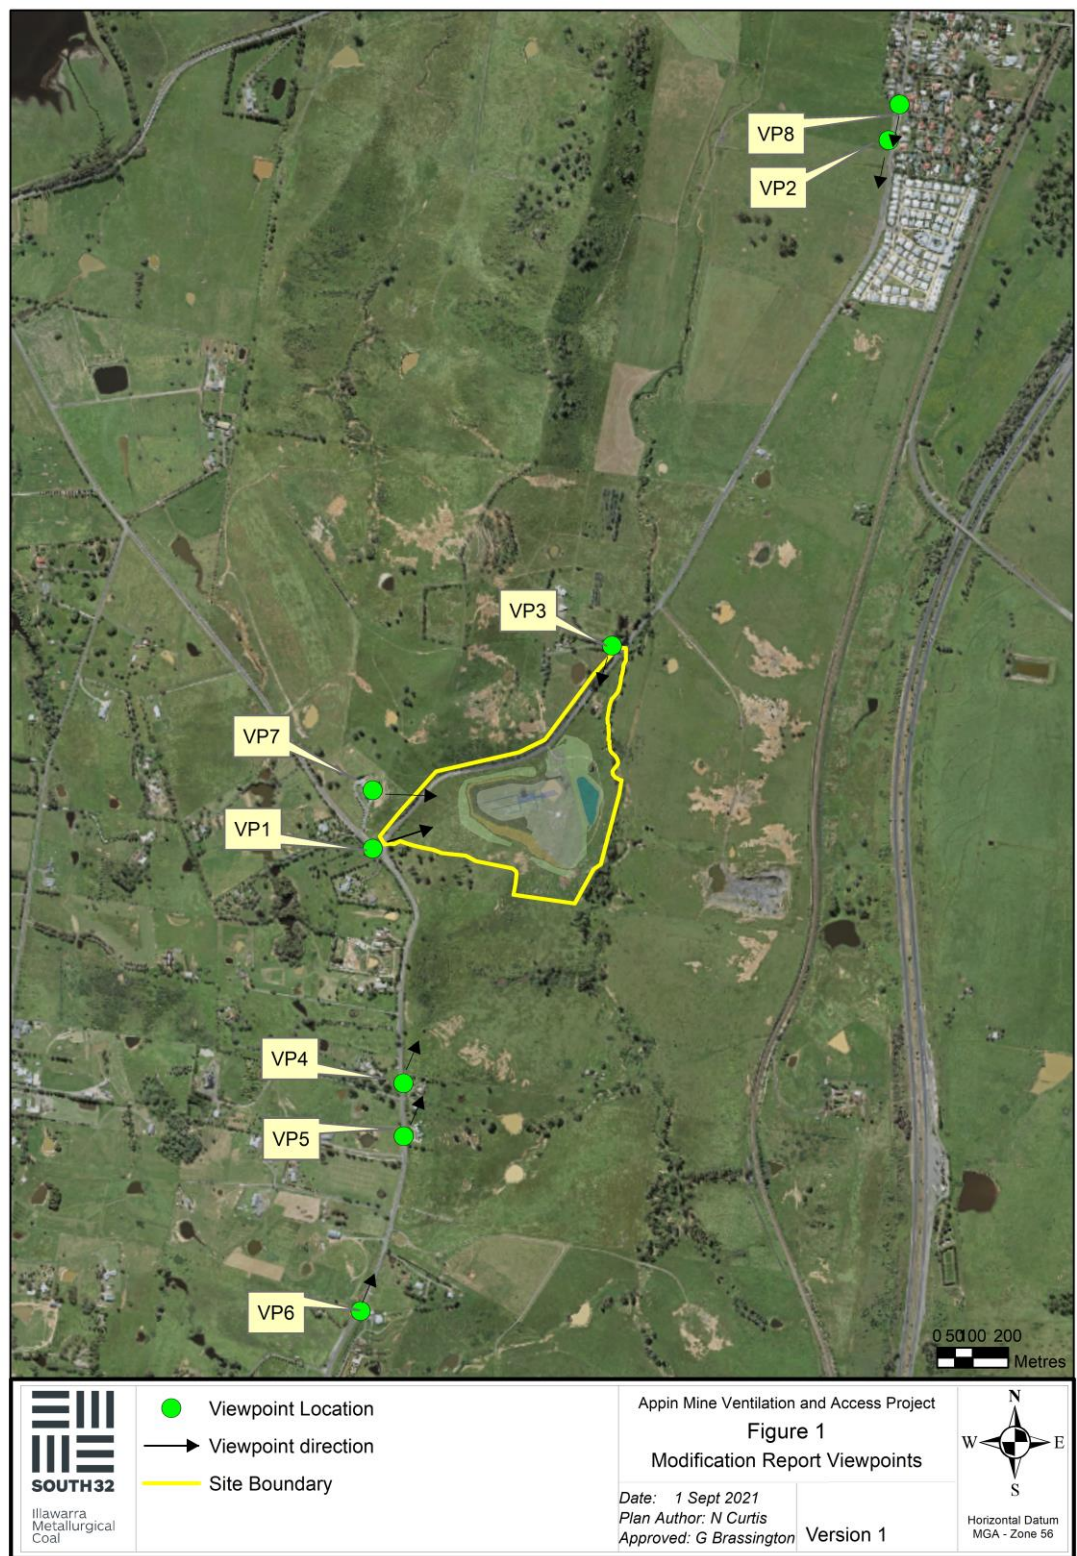 VP8
VP2
VP3
VP7
VP1
VP4
VP5
VP6
0 50100 200
Metres
SOUTH32
Illawarra
Metallurgical
Coal
Viewpoint Location
Viewpoint direction
Site Boundary
Appin Mine Ventilation and Access Project
Figure 1
Modification Report Viewpoints
Date: 1 Sept 2021
Plan Author: N Curtis
Approved: G Brassington
Version 1
N
W E
S
Horizontal Datum
MGA - Zone 56